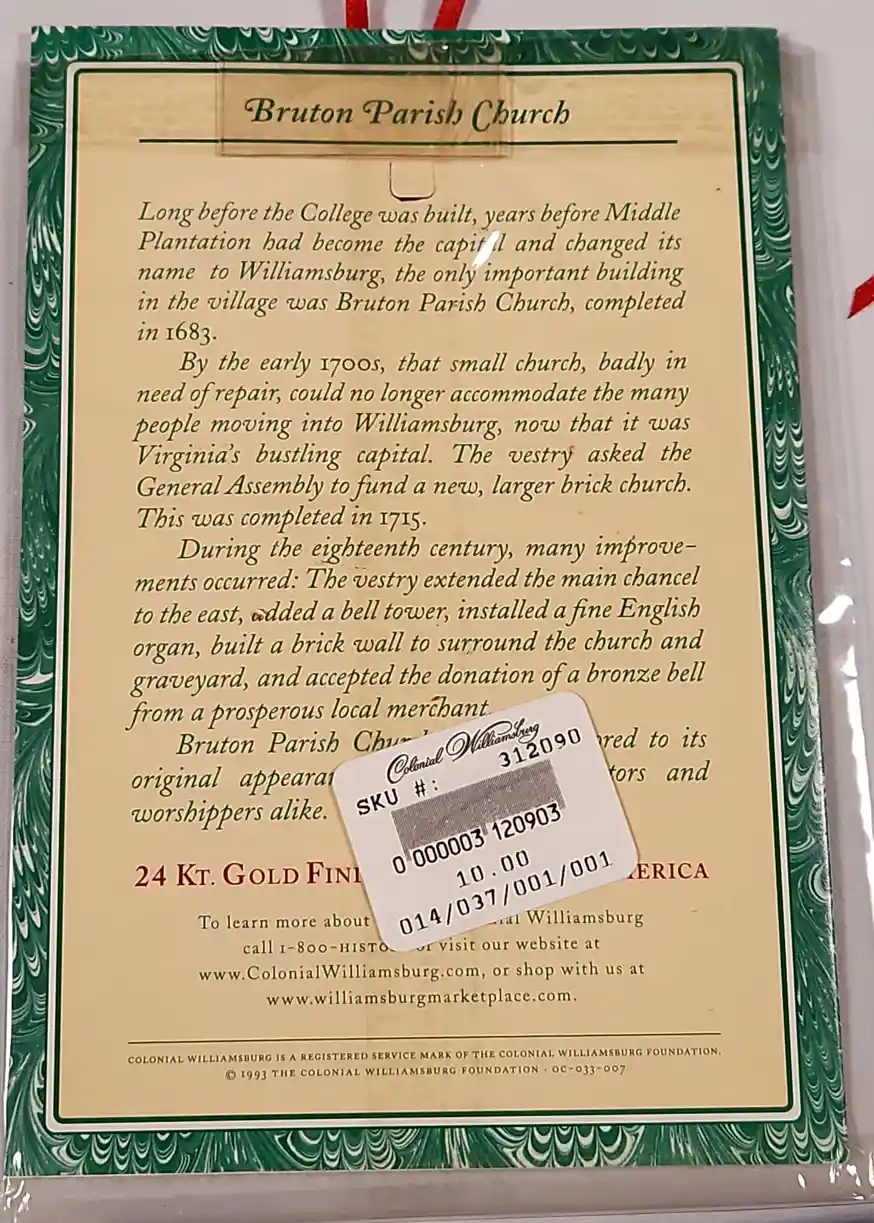 Bruton Parish Church
Long before the College was built, years before Middle
Plantation had become the capital and changed its
name to Williamsburg, the only important building
in the village was Bruton Parish Church, completed
in 1683.
By the early 1700s, that small church, badly in
need of repair, could no longer accommodate the many
people moving into Williamsburg, now that it was
Virginia's bustling capital. The vestry asked the
General Assembly to fund a new, larger brick church.
This was completed in 1715.
During the eighteenth century, many improve-
ments occurred: The vestry extended the main chancel
to the east, added a bell tower, installed a fine English
organ, built a brick wall to surround the church and
graveyard, and accepted the donation of a bronze bell
from a prosperous local merchant.
Bruton Parish to its
original and
worshippers alike.
Colonial Williamsburg
SKU #: 312090
0 000003 120903
10.00
014/037/001/001
24 KT. GOLD
To learn more about Williamsburg
call visit our website at
www.ColonialWilliamsburg.com, or shop with us at
www.williamsburgmarketplace.com.
COLONIAL WILLIAMSBURG IS A REGISTERED SERVICE MARK OF THE COLONIAL WILLIAMSBURG FOUNDATION.
© 1993 THE COLONIAL WILLIAMSBURG FOUNDATION · OC-033-007